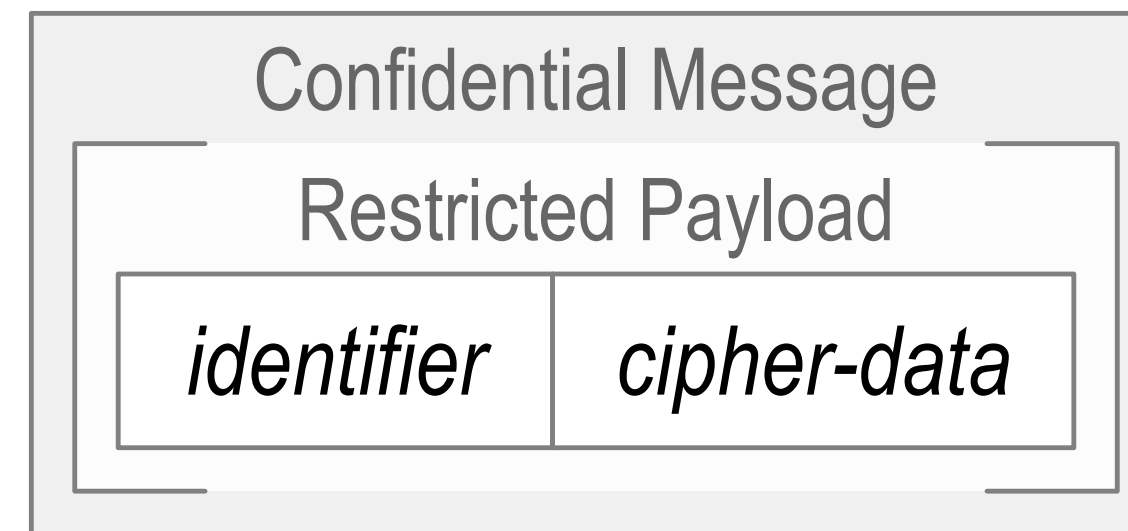 Confidential Message
Restricted Payload
identifier cipher-data